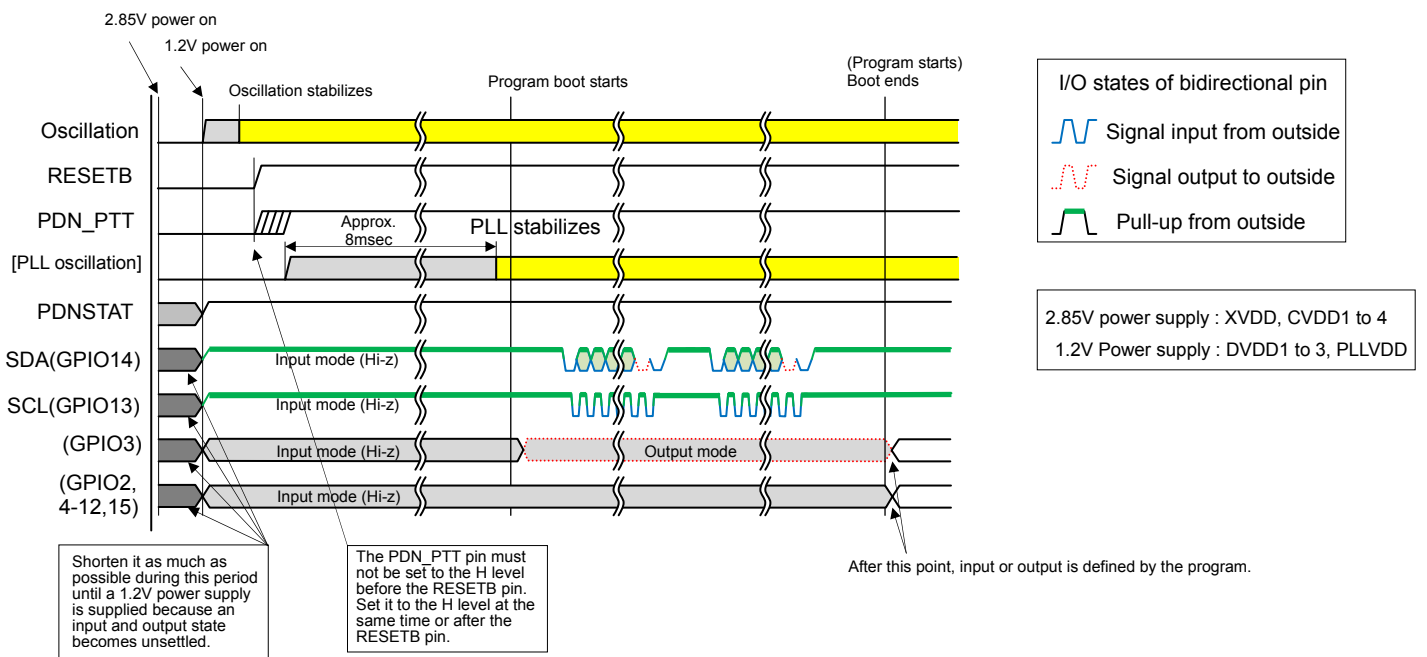 2.85V power on
1.2V power on
Oscillation stabilizes
Program boot starts
(Program starts)
Boot ends
Oscillation
RESETB
PDN_PTT
Approx.
8msec
PLL stabilizes
[PLL oscillation]
PDNSTAT
SDA(GPIO14)
Input mode (Hi-z)
SCL(GPIO13)
Input mode (Hi-z)
(GPIO3)
Input mode (Hi-z)
Output mode
(GPIO2,
4-12,15)
Input mode (Hi-z)
Shorten it as much as
possible during this period
until a 1.2V power supply
is supplied because an
input and output state
becomes unsettled.
The PDN_PTT pin must
not be set to the H level
before the RESETB pin.
Set it to the H level at the
same time or after the
RESETB pin.
After this point, input or output is defined by the program.
I/O states of bidirectional pin
Signal input from outside
Signal output to outside
Pull-up from outside
2.85V power supply : XVDD, CVDD1 to 4
1.2V Power supply : DVDD1 to 3, PLLVDD